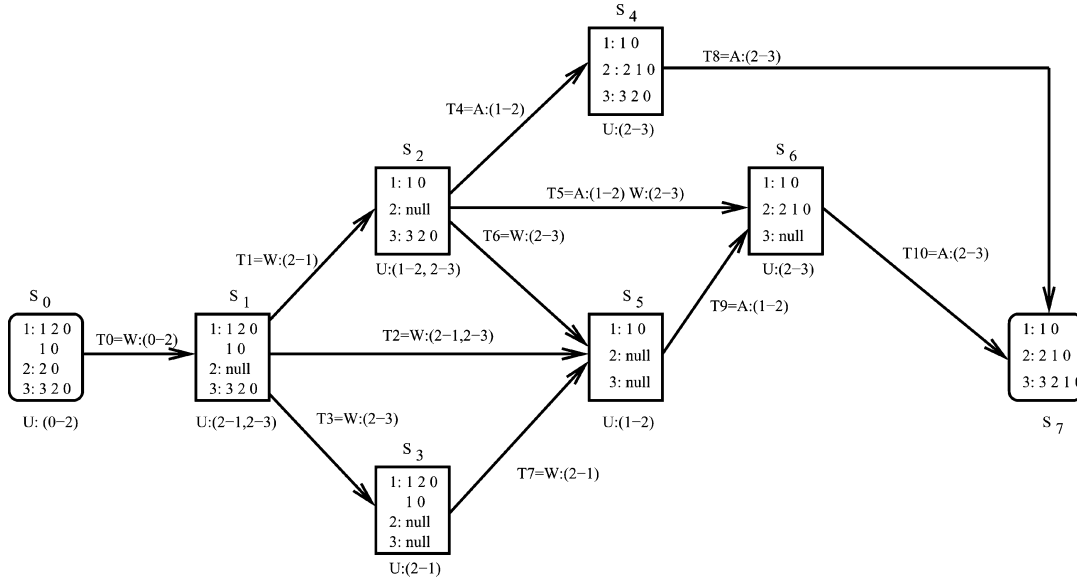 S 4
1: 1 0
2 : 2 1 0
3: 3 2 0
U:(2−3)
T8=A:(2−3)
T4=A:(1−2)
S 2
1: 1 0
2: null
3: 3 2 0
U:(1−2, 2−3)
T5=A:(1−2) W:(2−3)
T6=W:(2−3)
S 6
1: 1 0
2: 2 1 0
3: null
U:(2−3)
T10=A:(2−3)
T1=W:(2−1)
T9=A:(1−2)
S 0
1: 1 2 0
1 0
2: 2 0
3: 3 2 0
U: (0−2)
T0=W:(0−2)
S 1
1: 1 2 0
1 0
2: null
3: 3 2 0
U:(2−1,2−3)
T2=W:(2−1,2−3)
S 5
1: 1 0
2: null
3: null
U:(1−2)
1: 1 0
2: 2 1 0
3: 3 2 1 0
S 7
T3=W:(2−3)
S 3
1: 1 2 0
1 0
2: null
3: null
U:(2−1)
T7=W:(2−1)